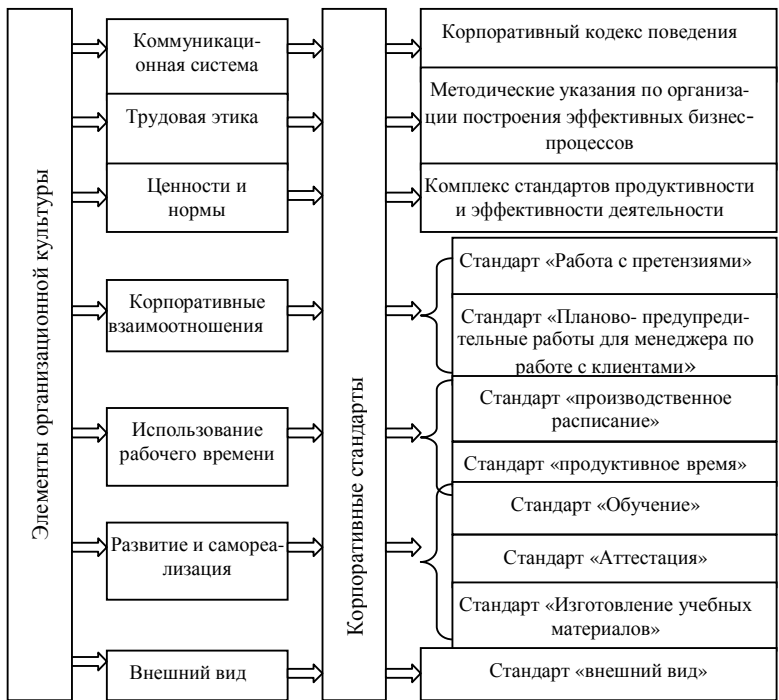 Элементы организационной культуры
Коммуникаци-
онная система
Трудовая этика
Ценности и
нормы
Корпоративные
взаимоотношения
Использование
рабочего времени
Развитие и самореа-
лизация
Внешний вид
Корпоративные стандарты
Корпоративный кодекс поведения
Методические указания по организа-
ции построения эффективных бизнес-
процессов
Комплекс стандартов продуктивности
и эффективности деятельности
Стандарт «Работа с претензиями»
Стандарт «Планово- предупреди-
тельные работы для менеджера по
работе с клиентами»
Стандарт «производственное
расписание»
Стандарт «продуктивное время»
Стандарт «Обучение»
Стандарт «Аттестация»
Стандарт «Изготовление учебных
материалов»
Стандарт «внешний вид»